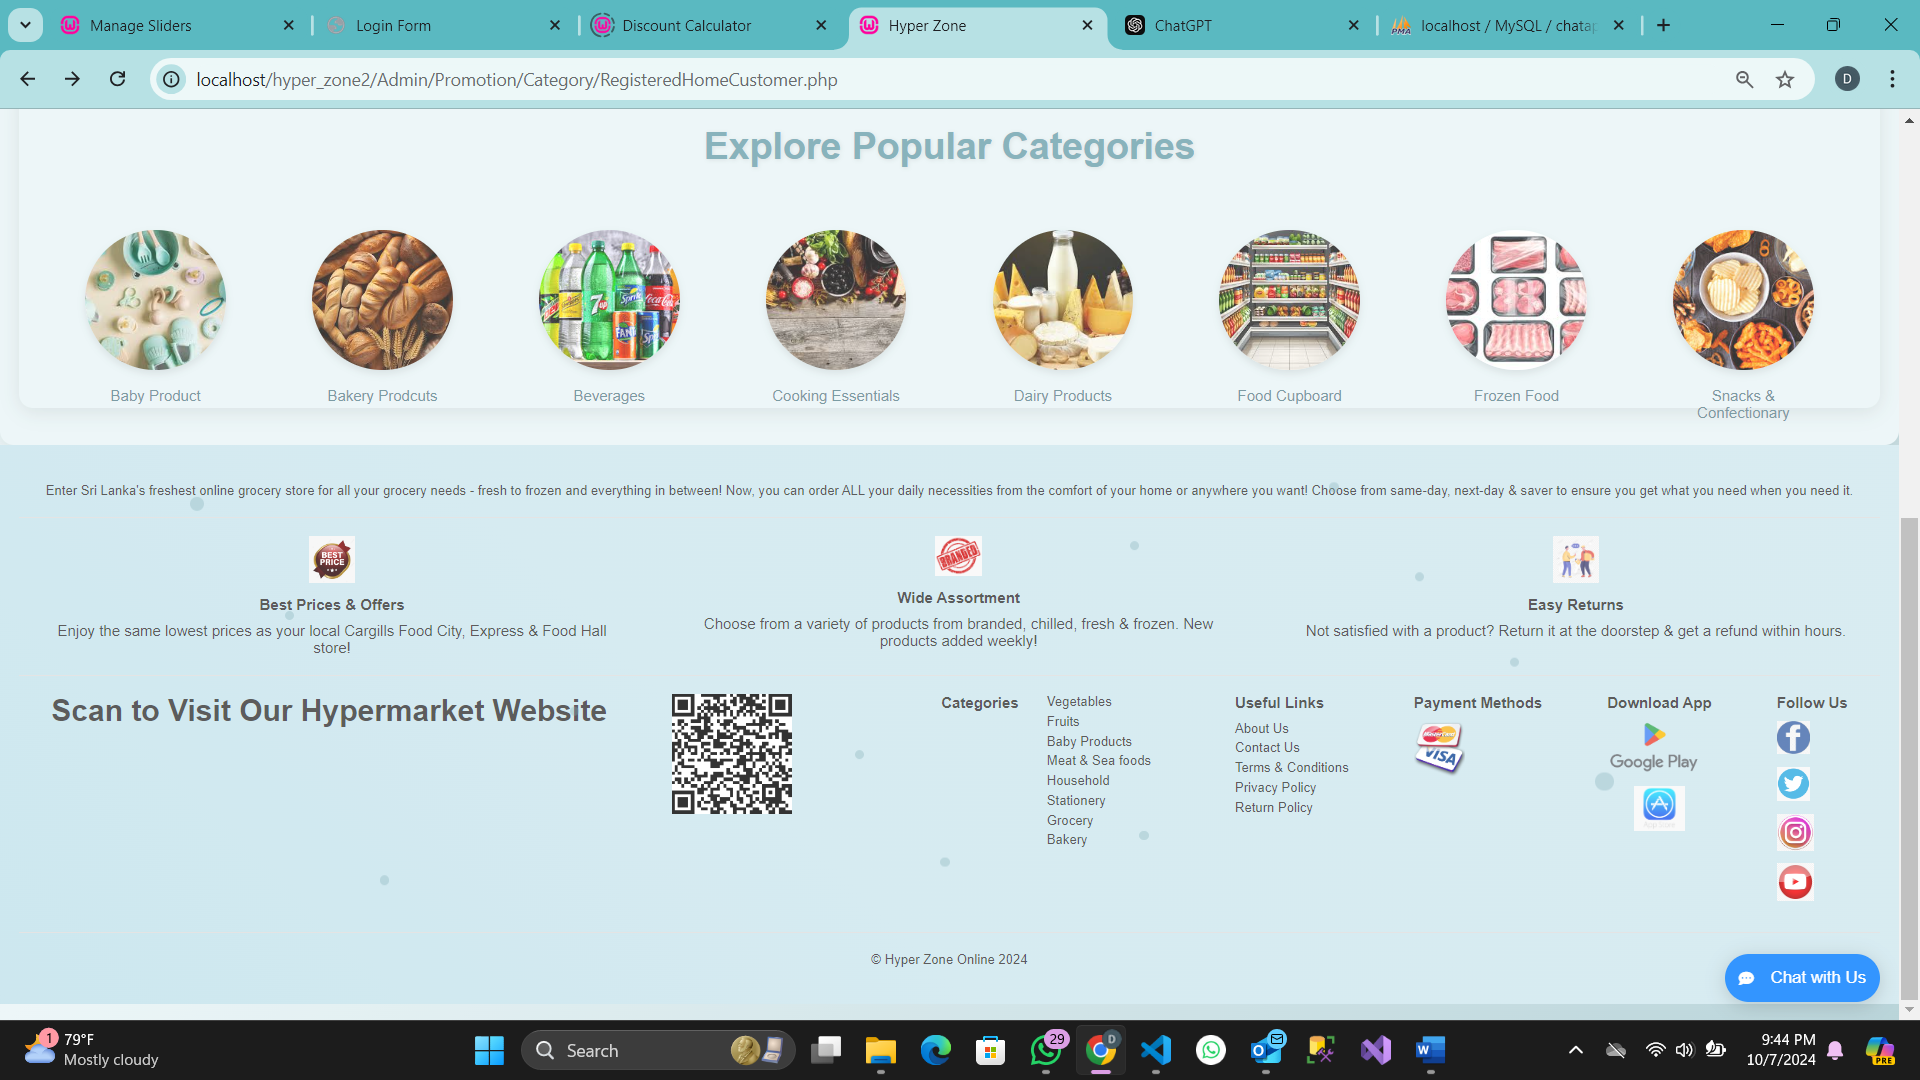 Manage Sliders
Login Form
Discount Calculator
Hyper Zone
ChatGPT
localhost / MySQL / chatap
localhost/hyper_zone2/Admin/Promotion/Category/RegisteredHomeCustomer.php
D
Explore Popular Categories
Baby Product
Bakery Prodcuts
Beverages
Cooking Essentials
Dairy Products
Food Cupboard
Frozen Food
Snacks &
Confectionary
Enter Sri Lanka's freshest online grocery store for all your grocery needs - fresh to frozen and everything in between! Now, you can order ALL your daily necessities from the comfort of your home or anywhere you want! Choose from same-day, next-day & saver to ensure you get what you need when you need it.
BEST
PRICE
Best Prices & Offers
Enjoy the same lowest prices as your local Cargills Food City, Express & Food Hall
store!
BRANDED
Wide Assortment
Choose from a variety of products from branded, chilled, fresh & frozen. New
products added weekly!
Easy Returns
Not satisfied with a product? Return it at the doorstep & get a refund within hours.
Scan to Visit Our Hypermarket Website
Categories
Vegetables
Fruits
Baby Products
Meat & Sea foods
Household
Stationery
Grocery
Bakery
Useful Links
About Us
Contact Us
Terms & Conditions
Privacy Policy
Return Policy
Payment Methods
MasterCard
VISA
Download App
Google Play
Follow Us
© Hyper Zone Online 2024
Chat with Us
1
79°F
Mostly cloudy
Search
29
D
9:44 PM
10/7/2024
PRE